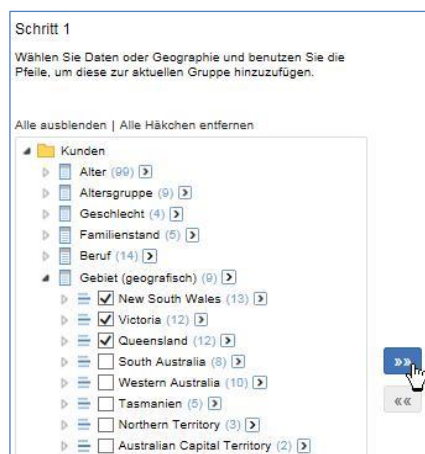 Schritt 1
Wählen Sie Daten oder Geographie und benutzen Sie die
Pfeile, um diese zur aktuellen Gruppe hinzuzufügen.
Alle ausblenden | Alle Häkchen entfernen
Kunden
Alter (99)
Altersgruppe (9)
Geschlecht (4)
Familienstand (5)
Beruf (14)
Gebiet (geografisch) (9)
New South Wales (13)
Victoria (12)
Queensland (12)
South Australia (8)
Western Australia (10)
Tasmanien (5)
Northern Territory (3)
Australian Capital Territory (2)